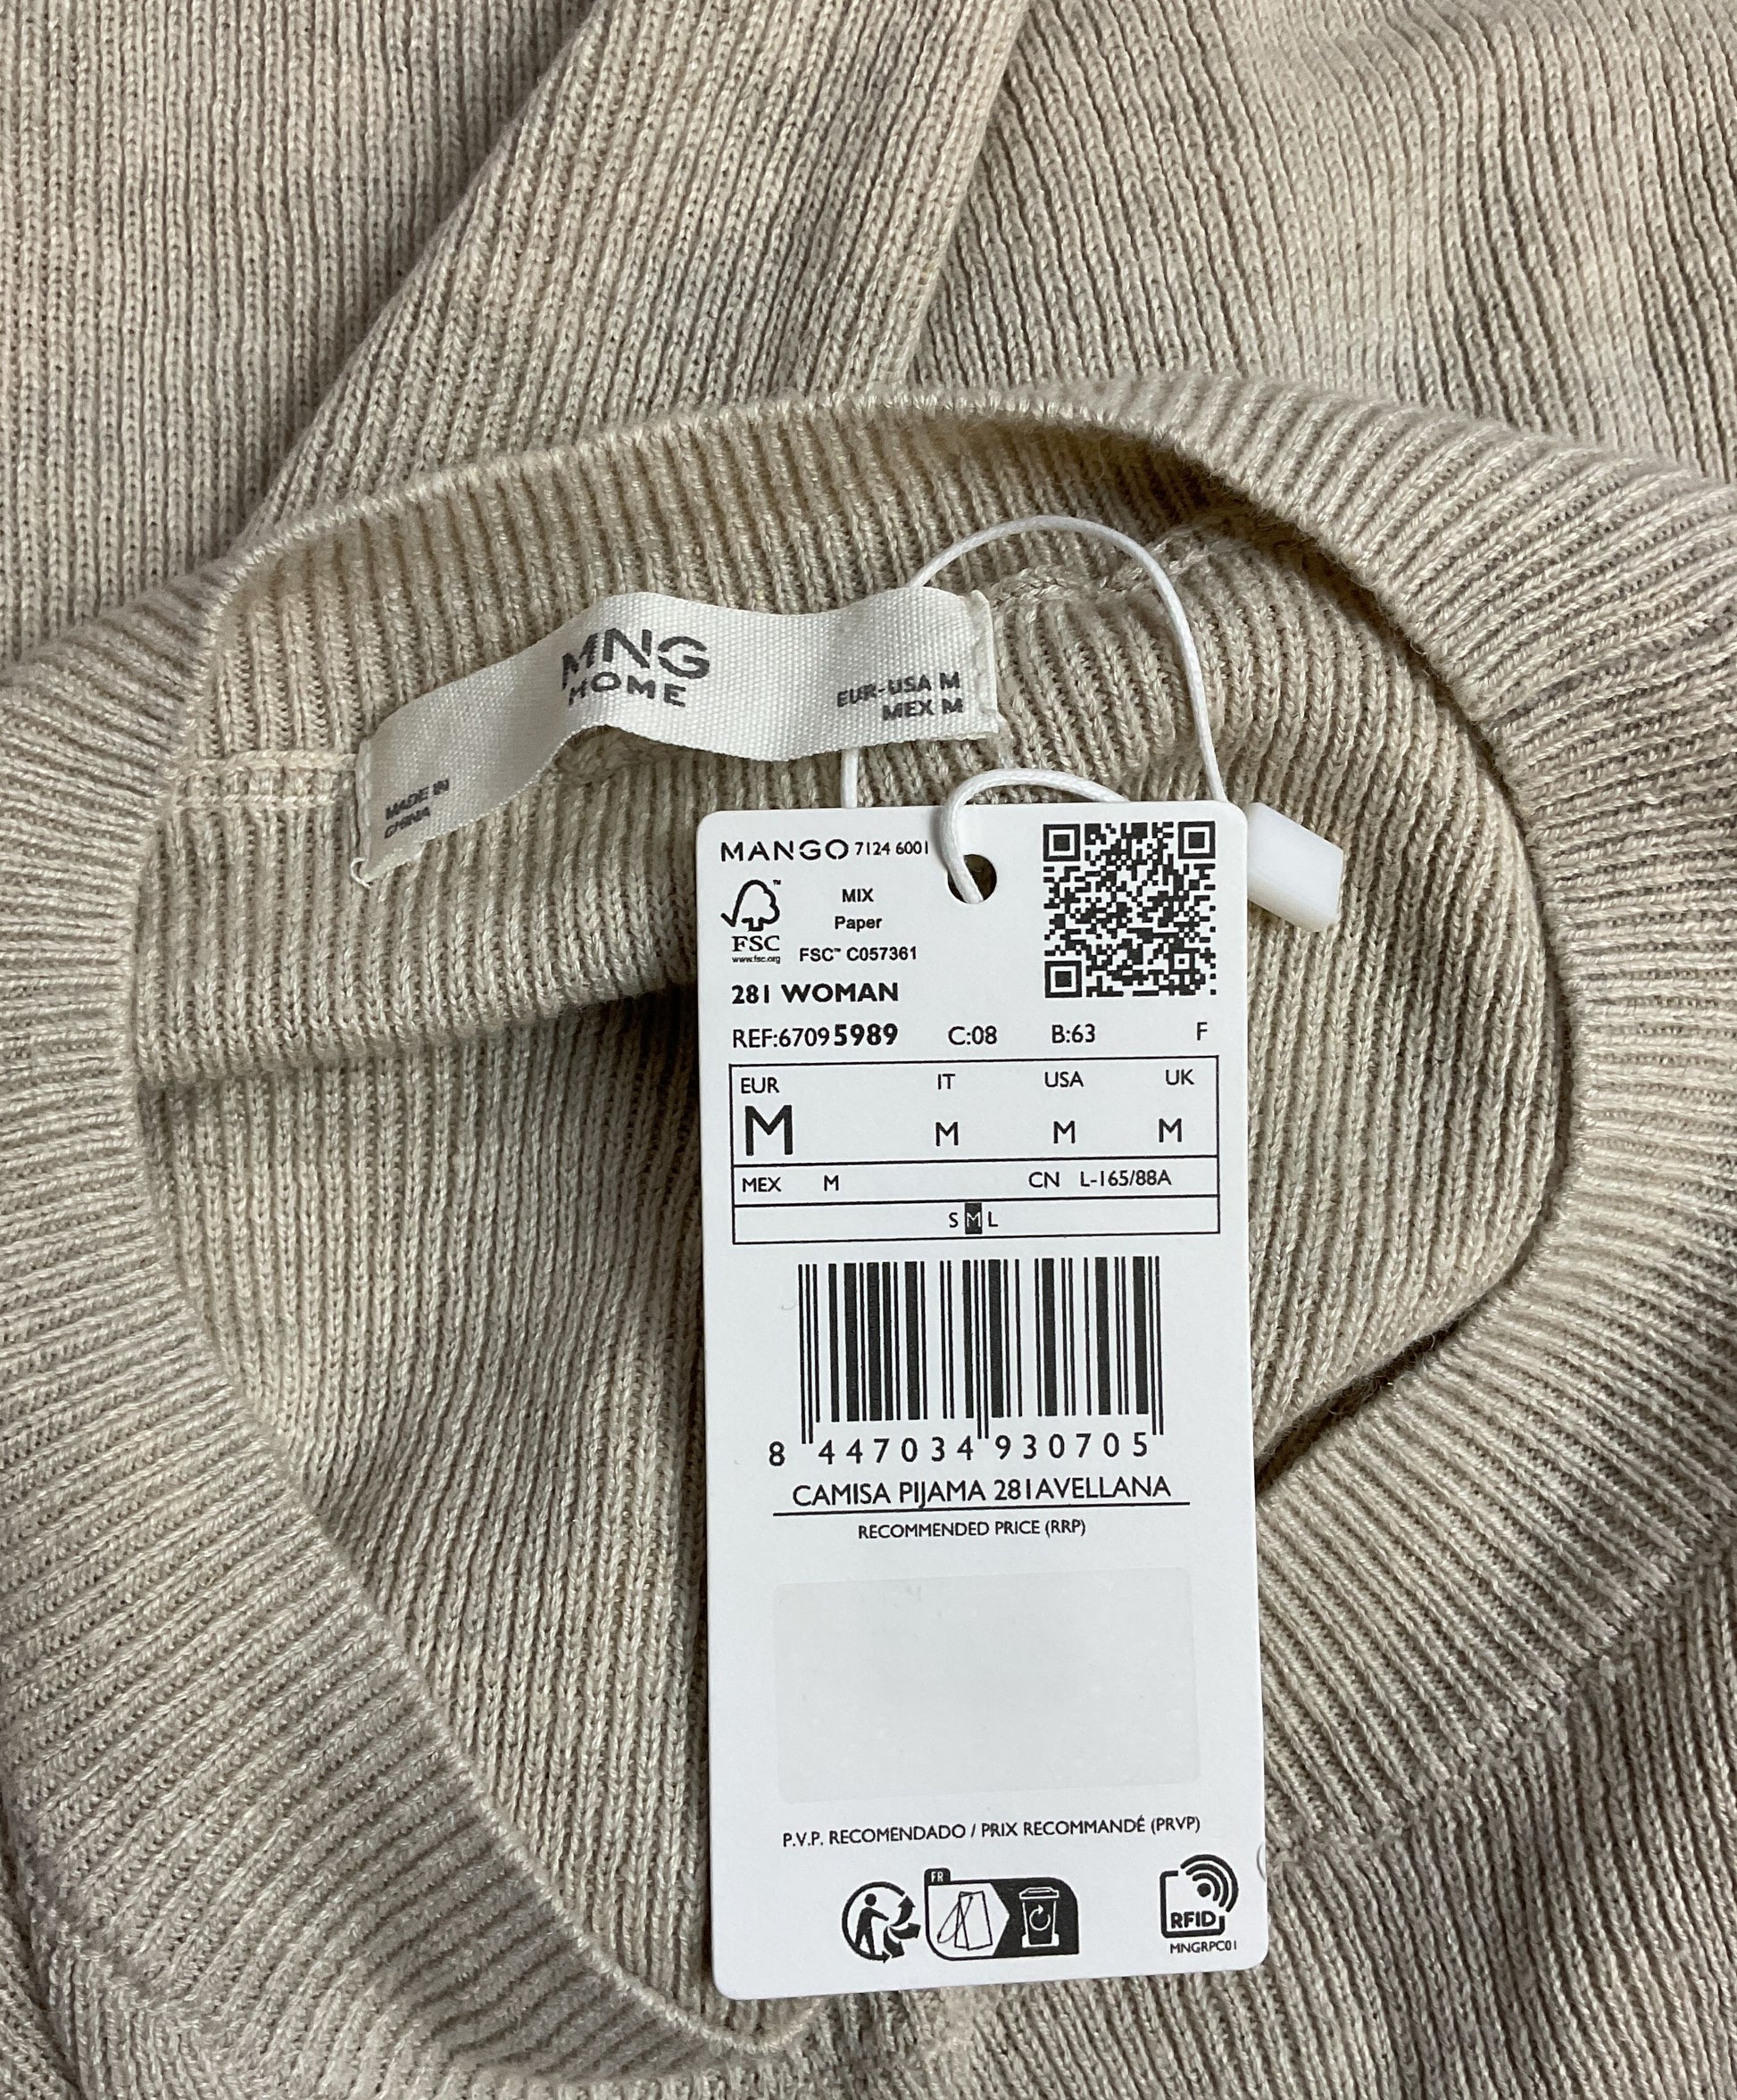 MNG
HOME
EUR-USA M
MEX M
MADE IN
CHINA
MANGO 7124 6001
FSC™
www.fsc.org
MIX
Paper
FSC™ C057361
281 WOMAN
REF:67095989 C:08 B:63 F
EUR IT USA UK
M M M M
MEX M CN L-165/88A
S M L
8 447034 930705
CAMISA PIJAMA 281AVELLANA
RECOMMENDED PRICE (RRP)
P.V.P. RECOMENDADO / PRIX RECOMMANDÉ (PRVP)
FR
RFID
MNGRPC01